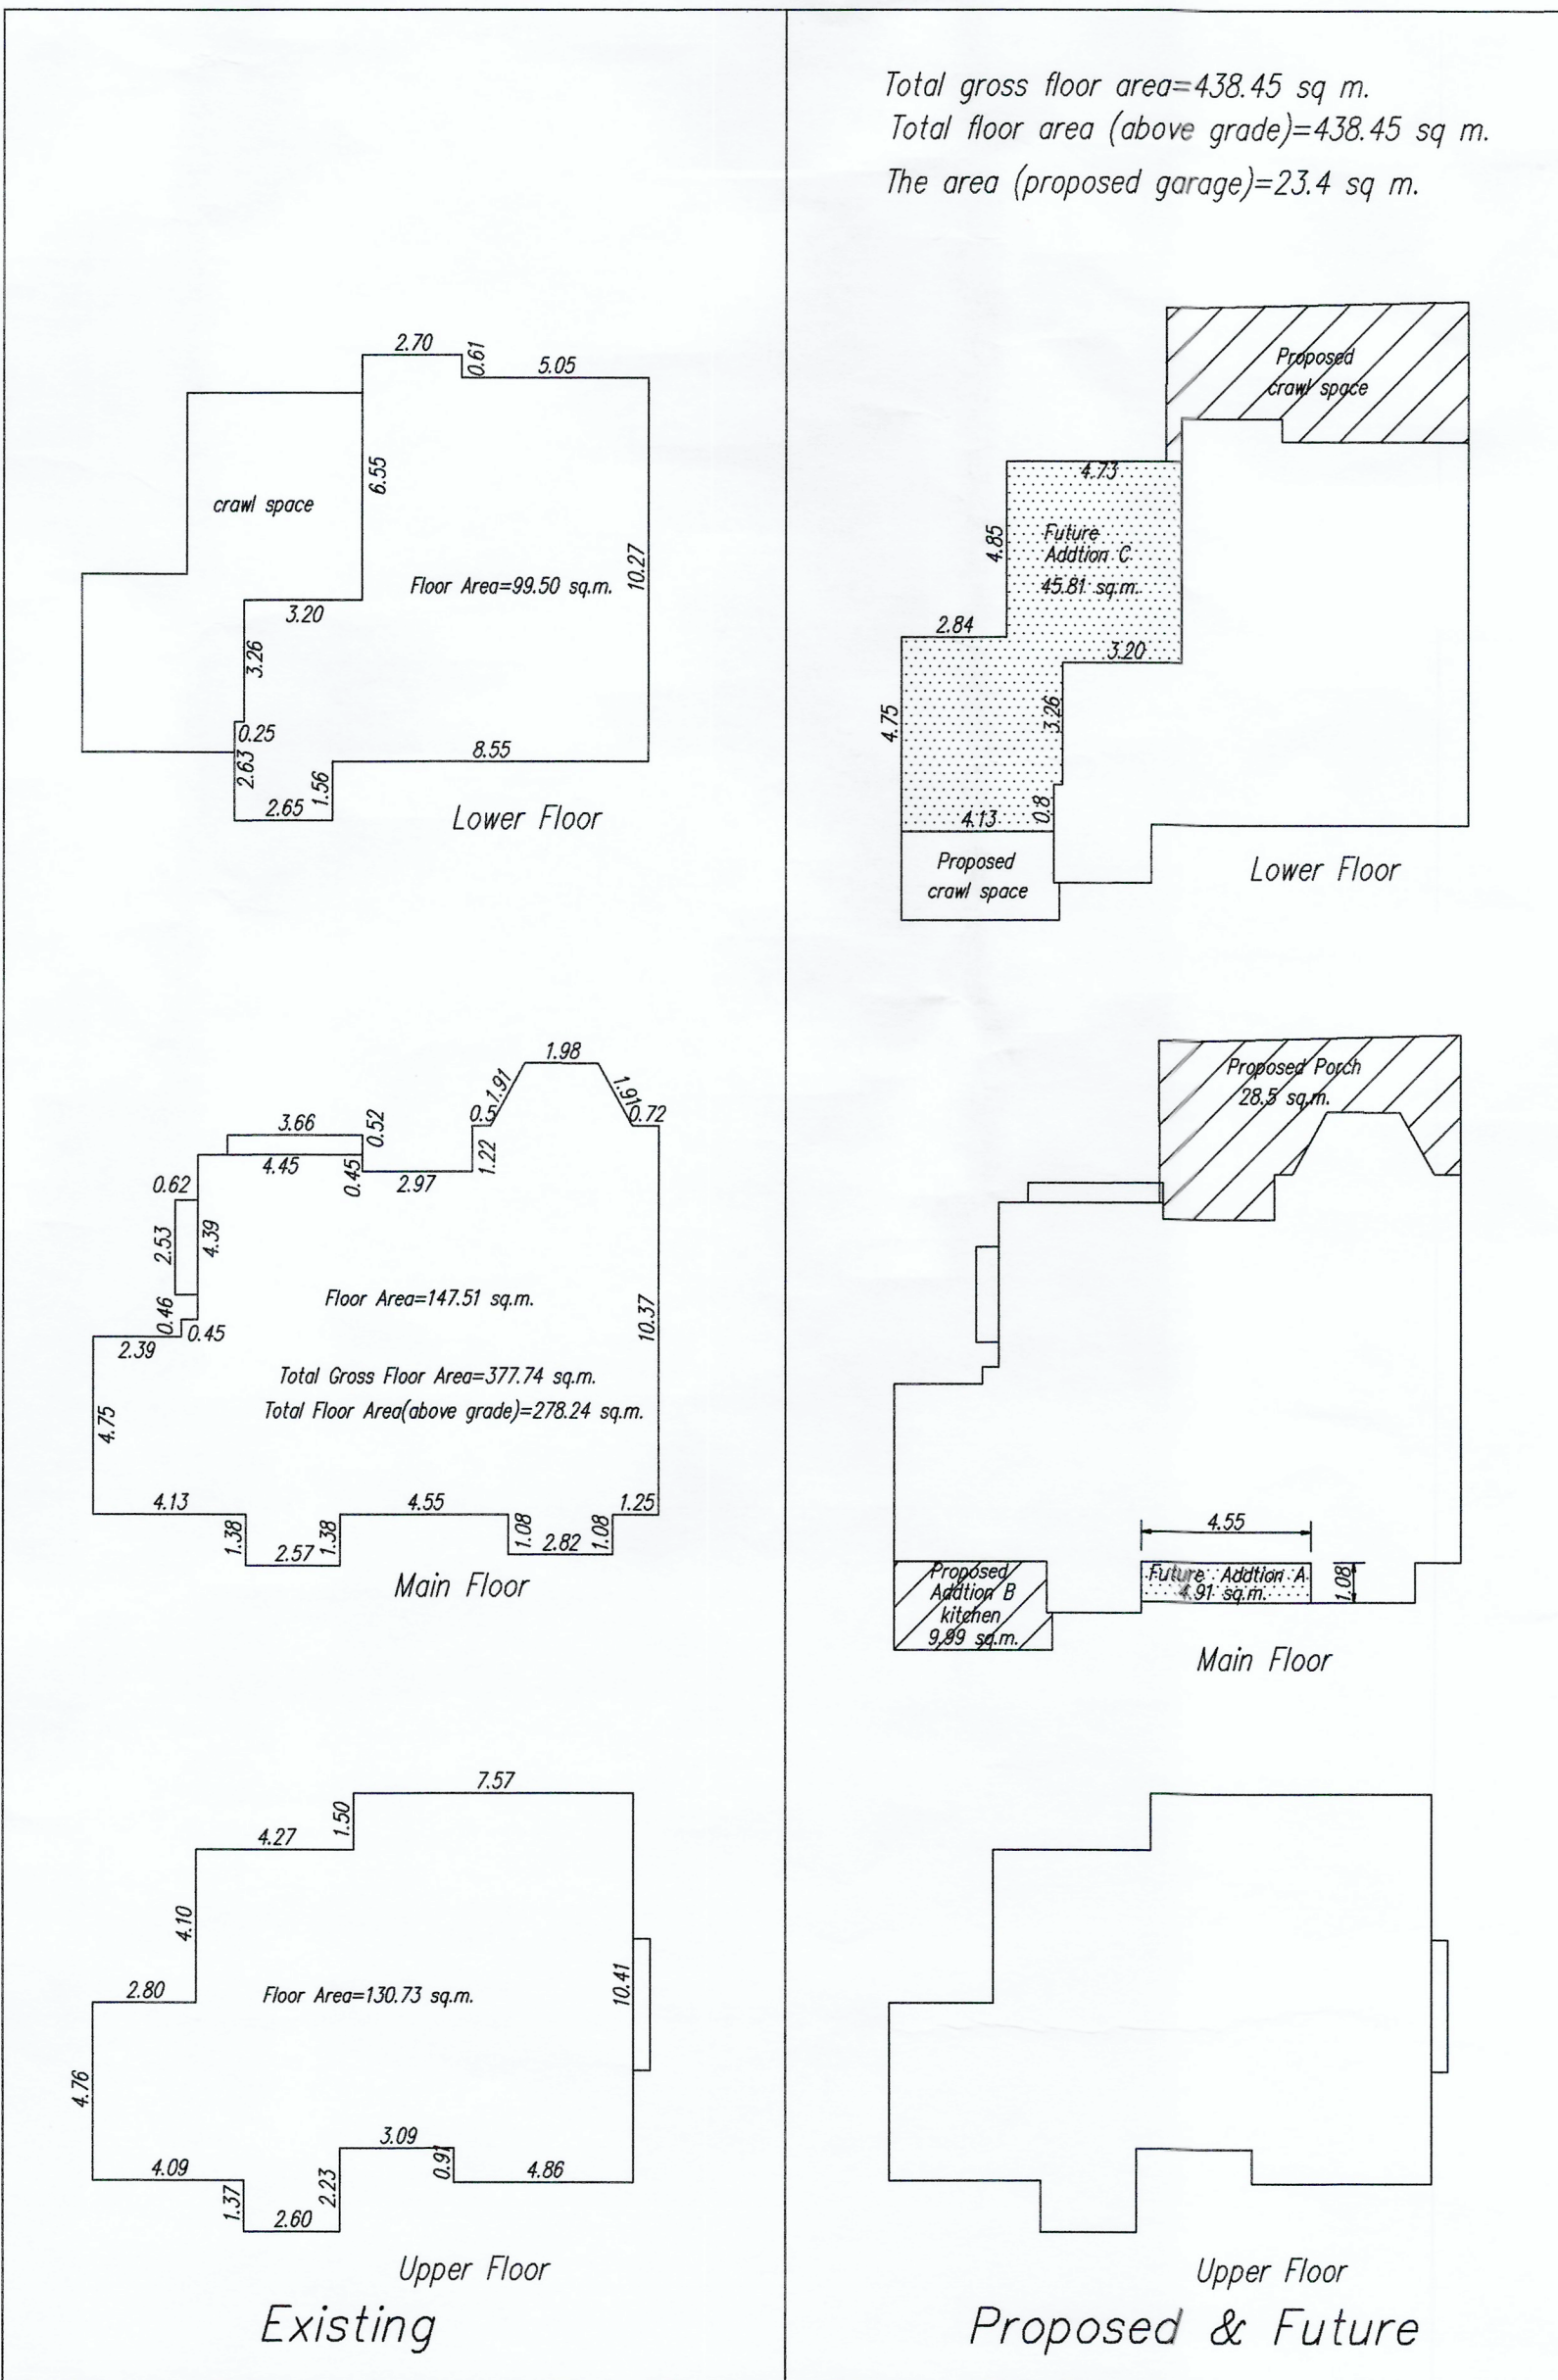 2.70
0.61
5.05
6.55
crawl space
10.27
Floor Area=99.50 sq.m.
3.20
3.26
0.25
2.63
8.55
1.56
2.65
Lower Floor
1.98
1.91
1.91
0.5
0.72
3.66
0.52
1.22
4.45
0.45
2.97
0.62
2.53
4.39
Floor Area=147.51 sq.m.
10.37
0.46
0.45
2.39
Total Gross Floor Area=377.74 sq.m.
Total Floor Area(above grade)=278.24 sq.m.
4.75
4.13
4.55
1.25
1.38
1.38
1.08
1.08
2.57
2.82
Main Floor
7.57
1.50
4.27
4.10
10.41
2.80
Floor Area=130.73 sq.m.
4.76
3.09
0.91
4.09
4.86
2.23
1.37
2.60
Upper Floor
Existing
Total gross floor area=438.45 sq m.
Total floor area (above grade)=438.45 sq m.
The area (proposed garage)=23.4 sq m.
Proposed
crawl space
4.73
4.85
Future
Addtion C
45.81 sq.m.
2.84
3.20
4.75
3.26
0.8
4.13
Proposed
crawl space
Lower Floor
Proposed Porch
28.5 sq.m.
4.55
Proposed
Addtion B
kitchen
9.99 sq.m.
Future Addtion A
4.91 sq.m.
1.08
Main Floor
Upper Floor
Proposed & Future